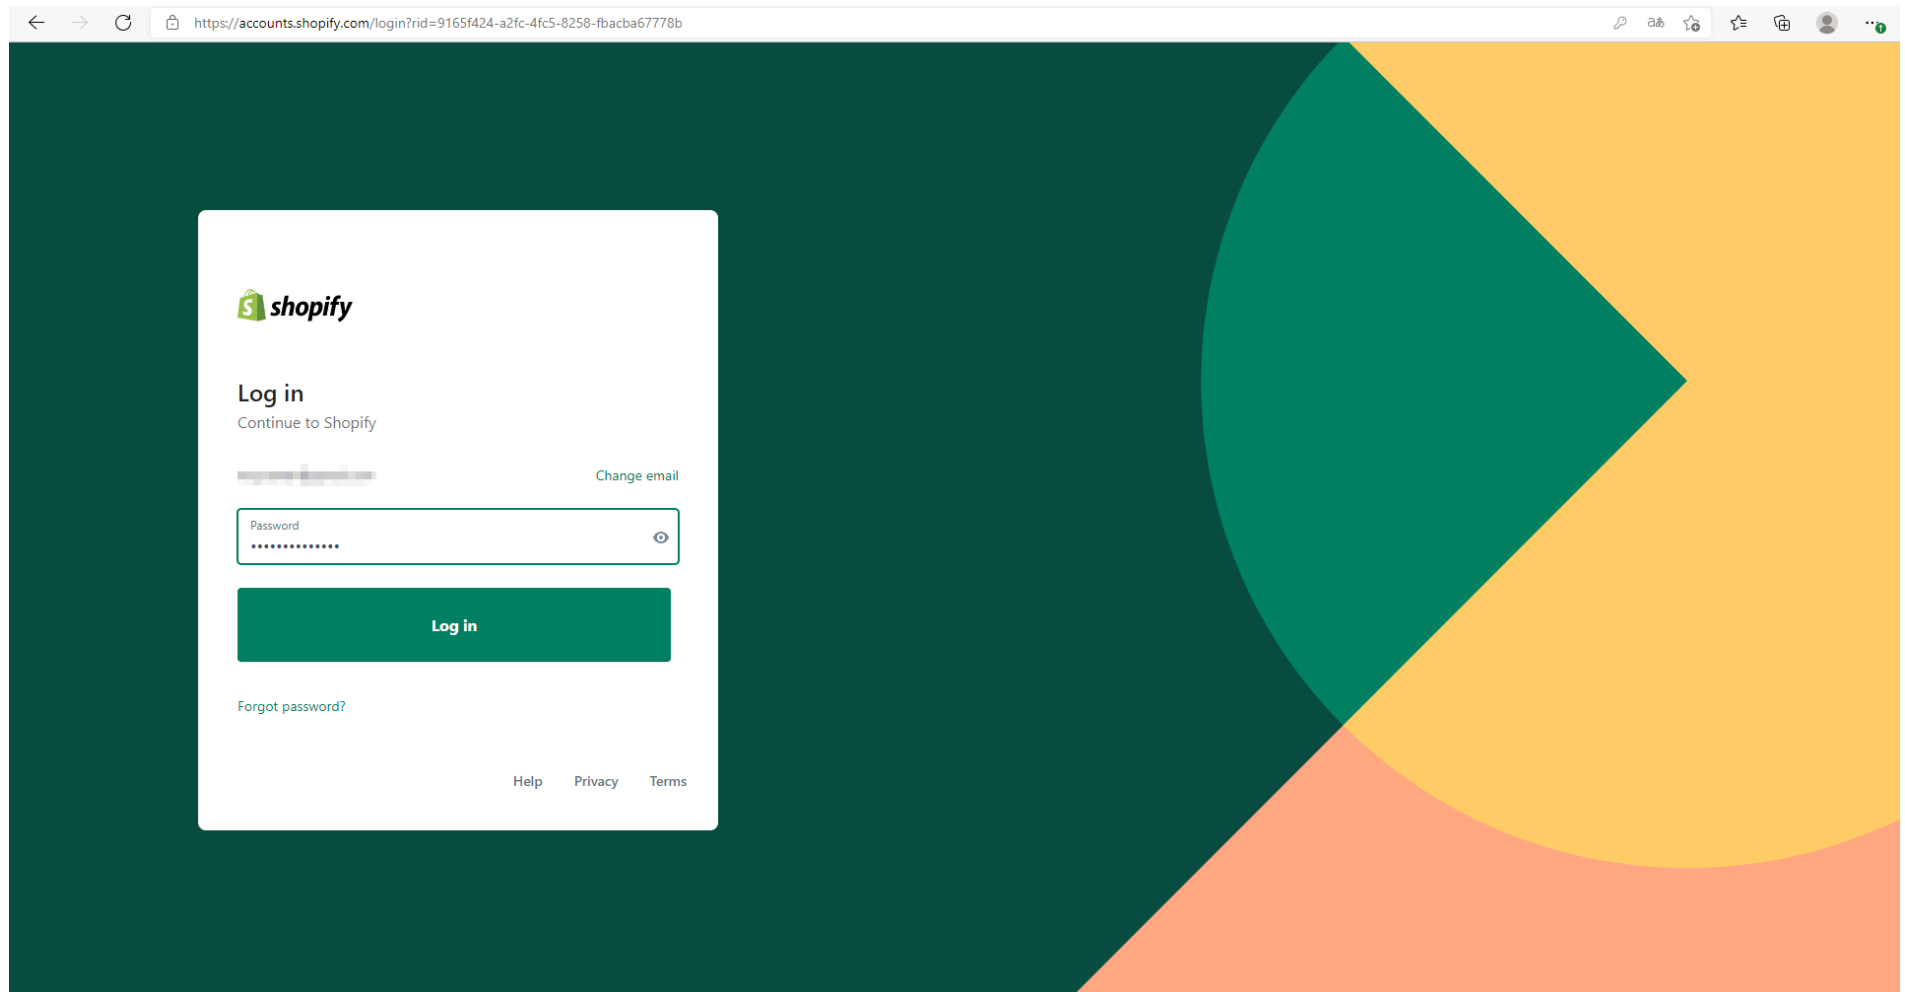 https://accounts.shopify.com/login?rid=9165f424-a2fc-4fc5-8258-fbacba67778b
shopify
Log in
Continue to Shopify
Change email
Password
Log in
Forgot password?
Help Privacy Terms